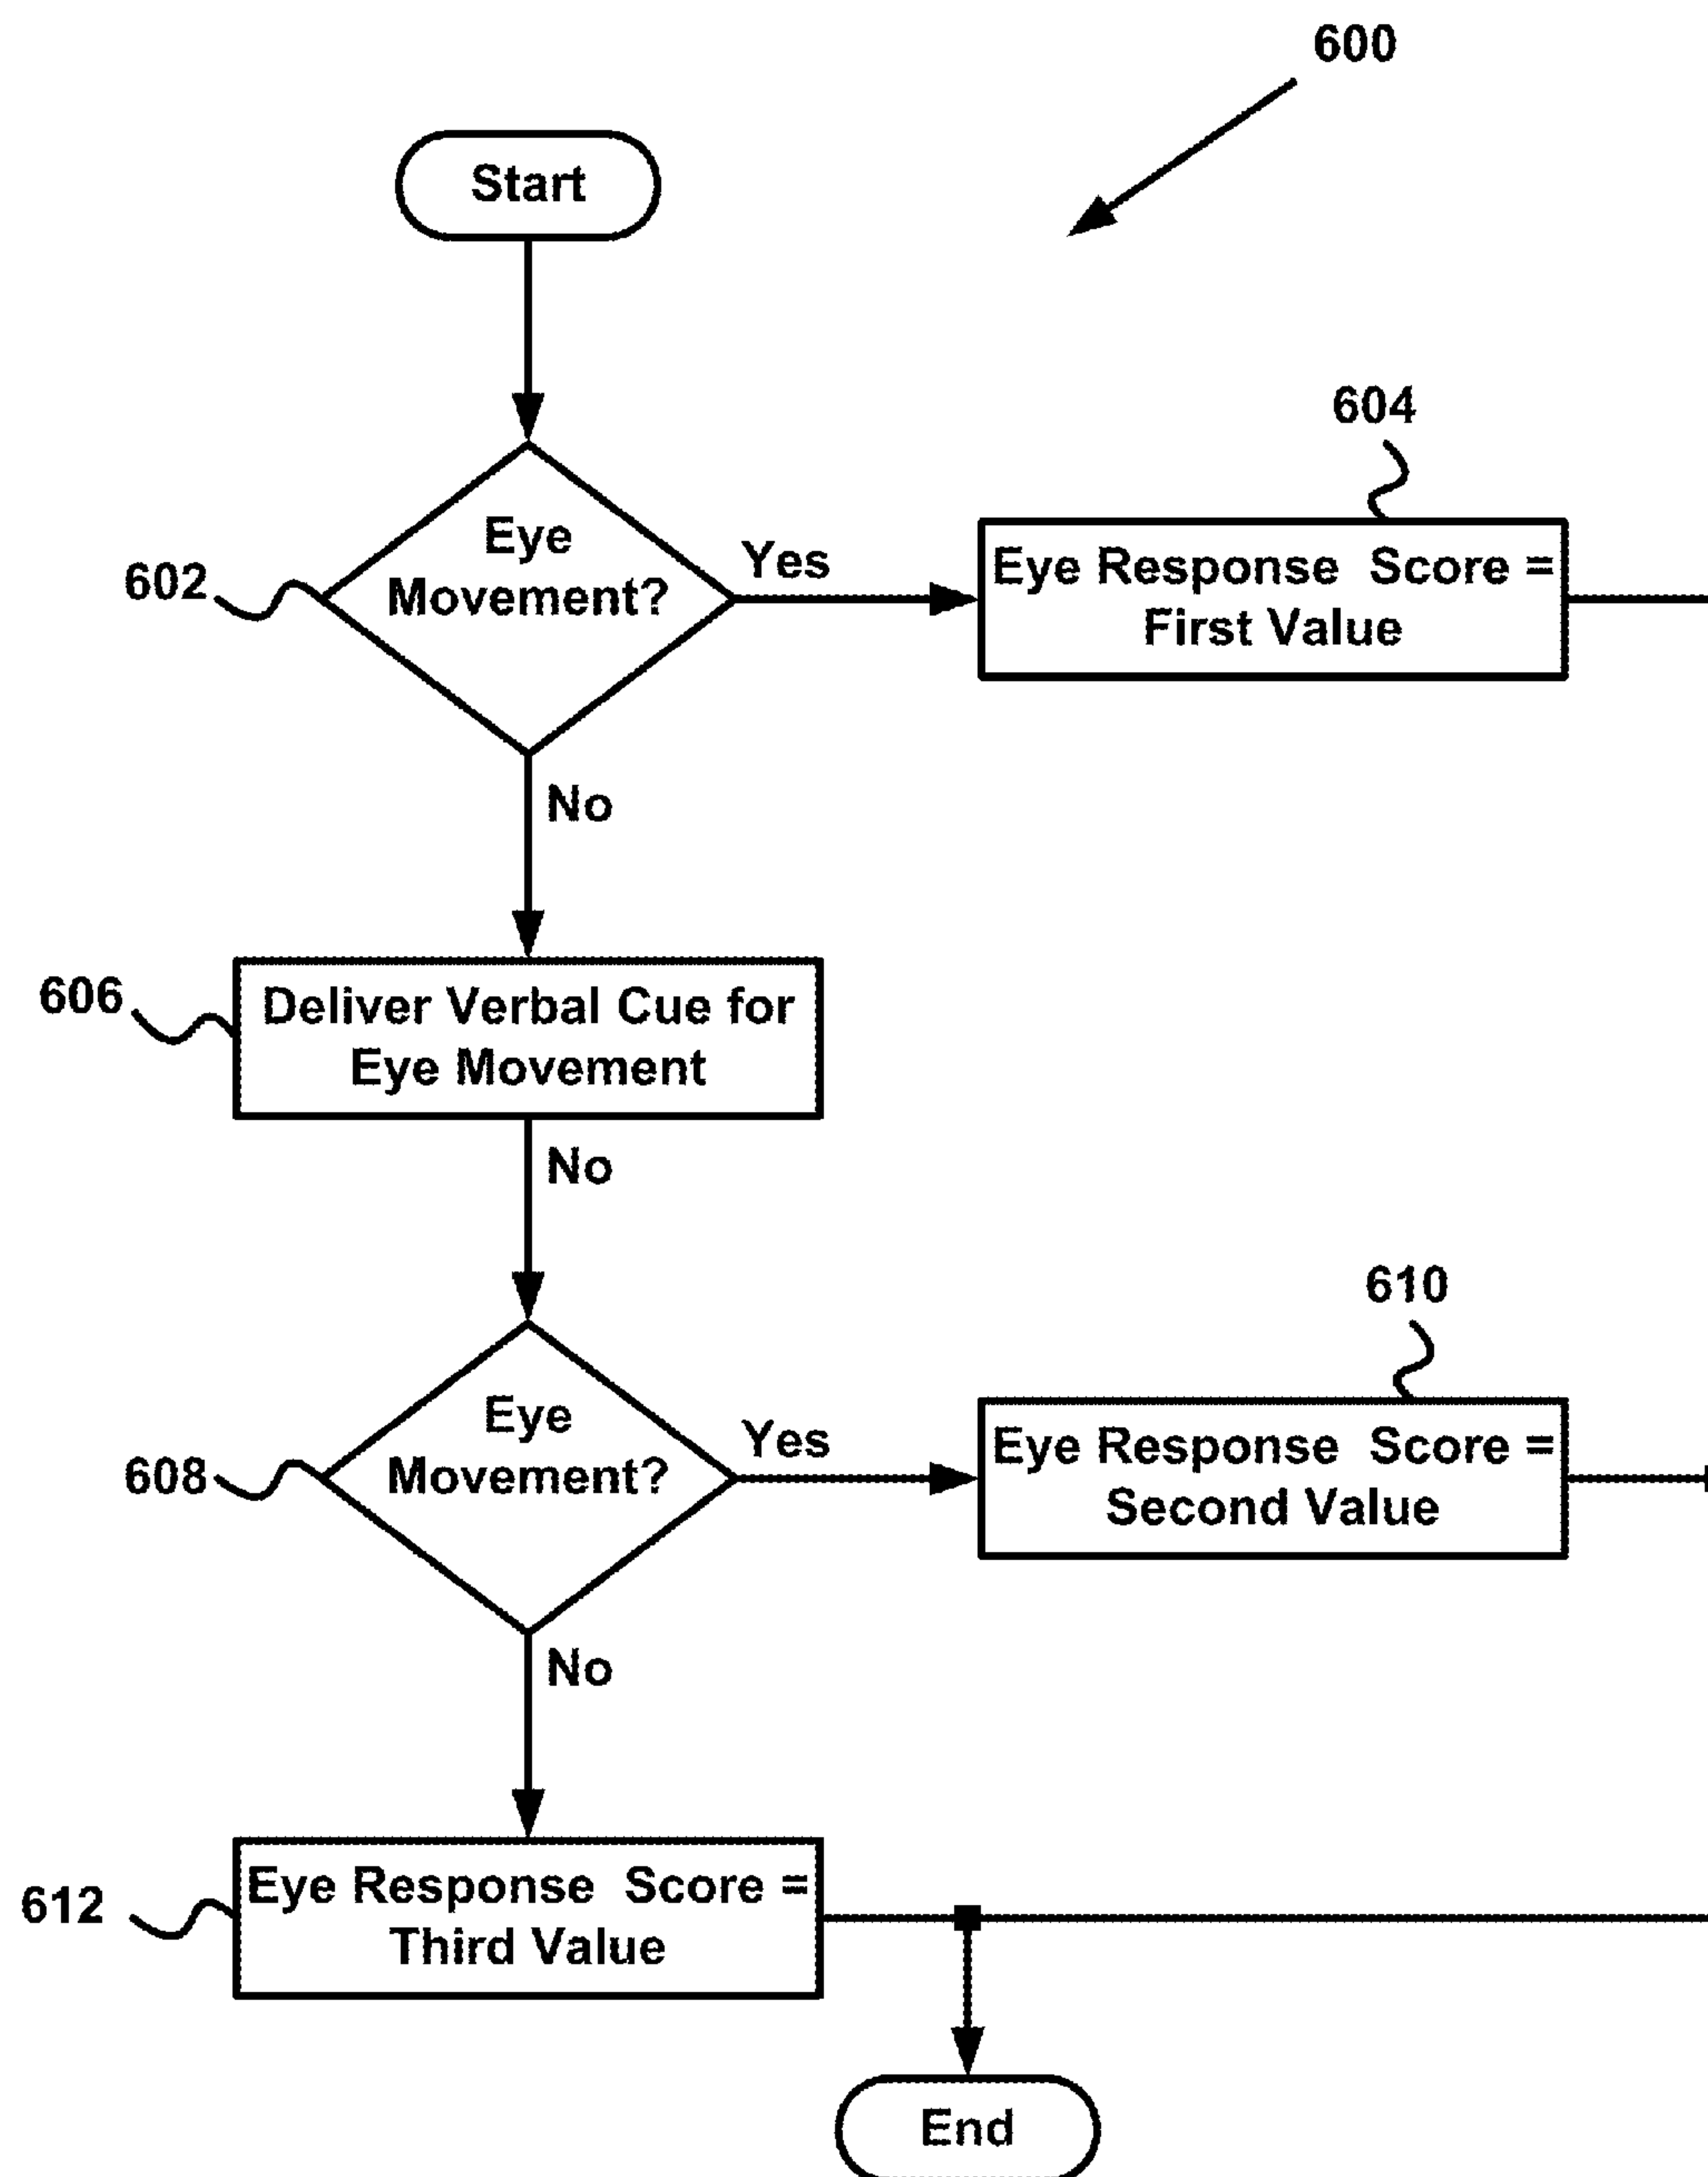 600
Start
604
Eye
Movement?
602
Yes
Eye Response  Score =
First Value
No
606
Deliver Verbal Cue for
Eye Movement
No
610
Eye
Movement?
608
Yes
Eye Response  Score =
Second Value
No
612
Eye Response  Score =
Third Value
End